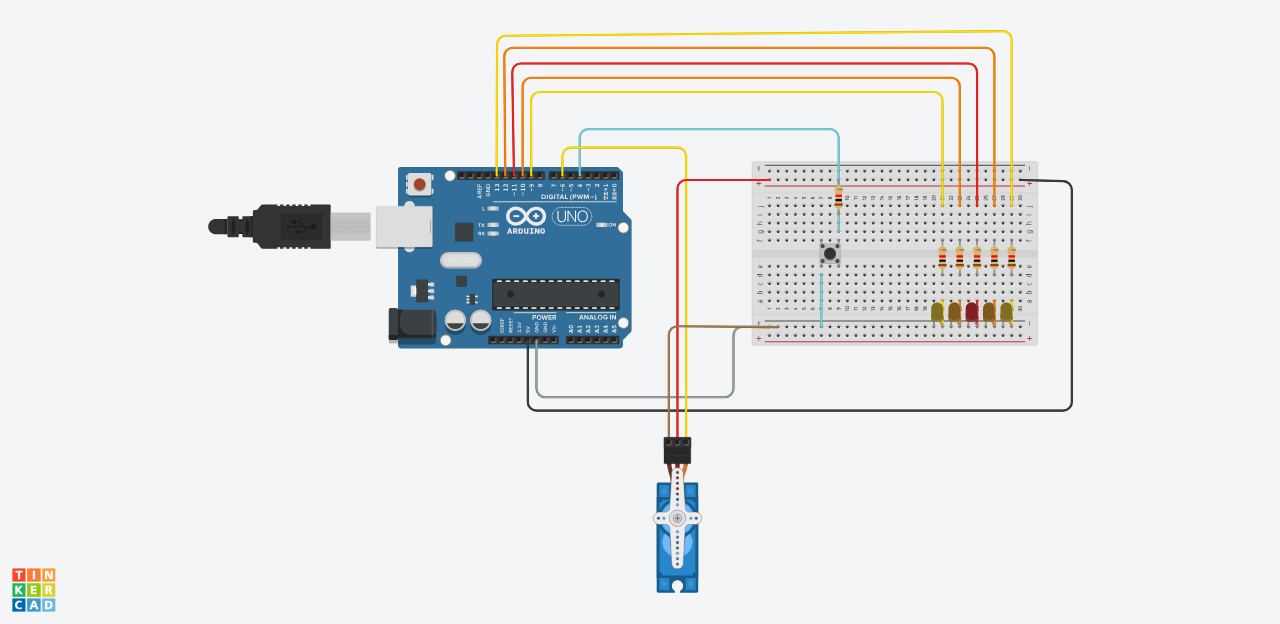 AREF
GND
13
12
~11
~10
~9
8
7
~6
~5
4
~3
2
TX→1
RX←0
DIGITAL (PWM~)
L
TX
RX
UNO
ARDUINO
ON
POWER
ANALOG IN
IOREF
RESET
3.3V
5V
GND
GND
Vin
A0
A1
A2
A3
A4
A5
j
i
h
g
f
e
d
c
b
a
TIN
KER
CAD